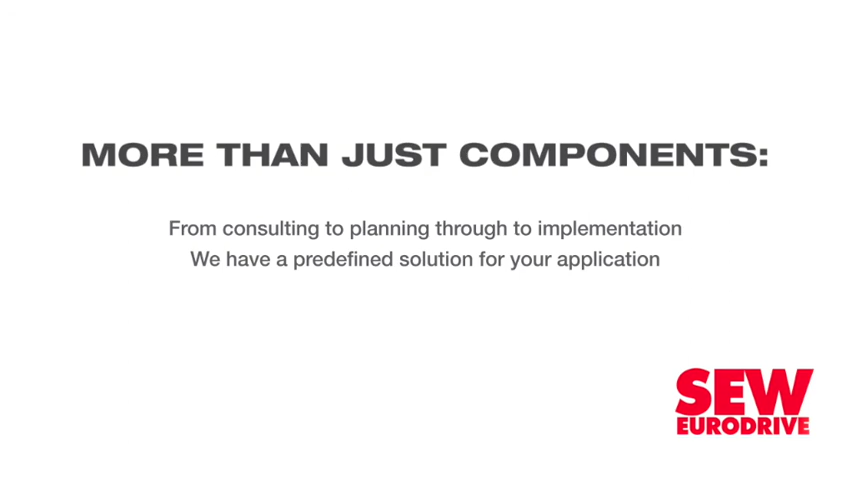 MORE THAN JUST COMPONENTS:
From consulting to planning through to implementation
We have a predefined solution for your application
SEW
EURODRIVE